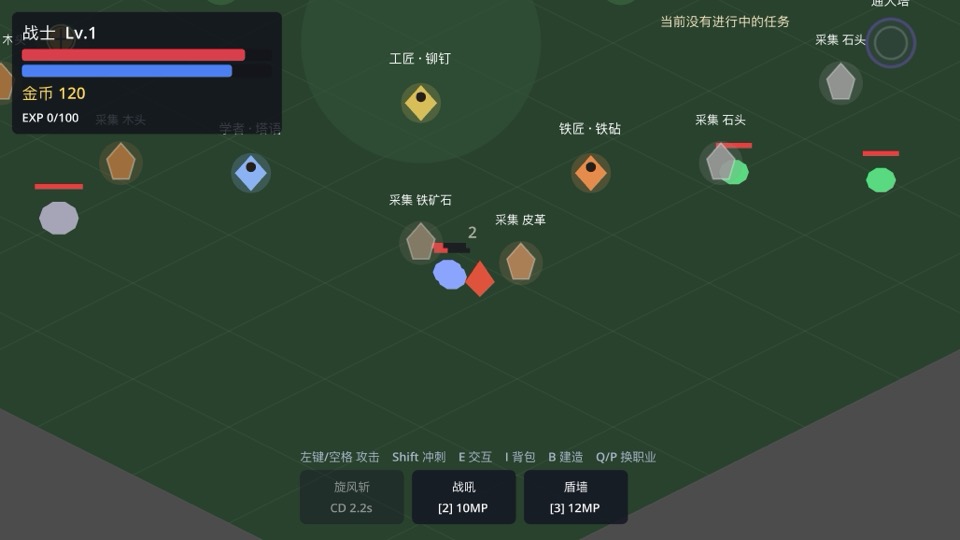 战士 Lv.1
金币 120
EXP 0/100
当前没有进行中的任务
采集 石头
采集 木头
学者 · 塔语
工匠 · 铆钉
铁匠 · 铁砧
采集 石头
采集 铁矿石
采集 皮革
2
左键/空格 攻击 Shift 冲刺 E 交互 I 背包 B 建造 Q/P 换职业
旋风斩
CD 2.2s
战吼
[2] 10MP
盾墙
[3] 12MP